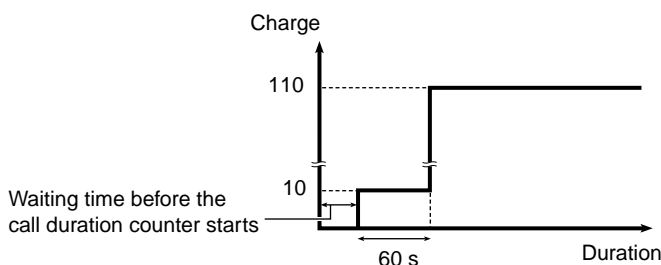 Charge
110
10
Waiting time before the
call duration counter starts
60 s
Duration